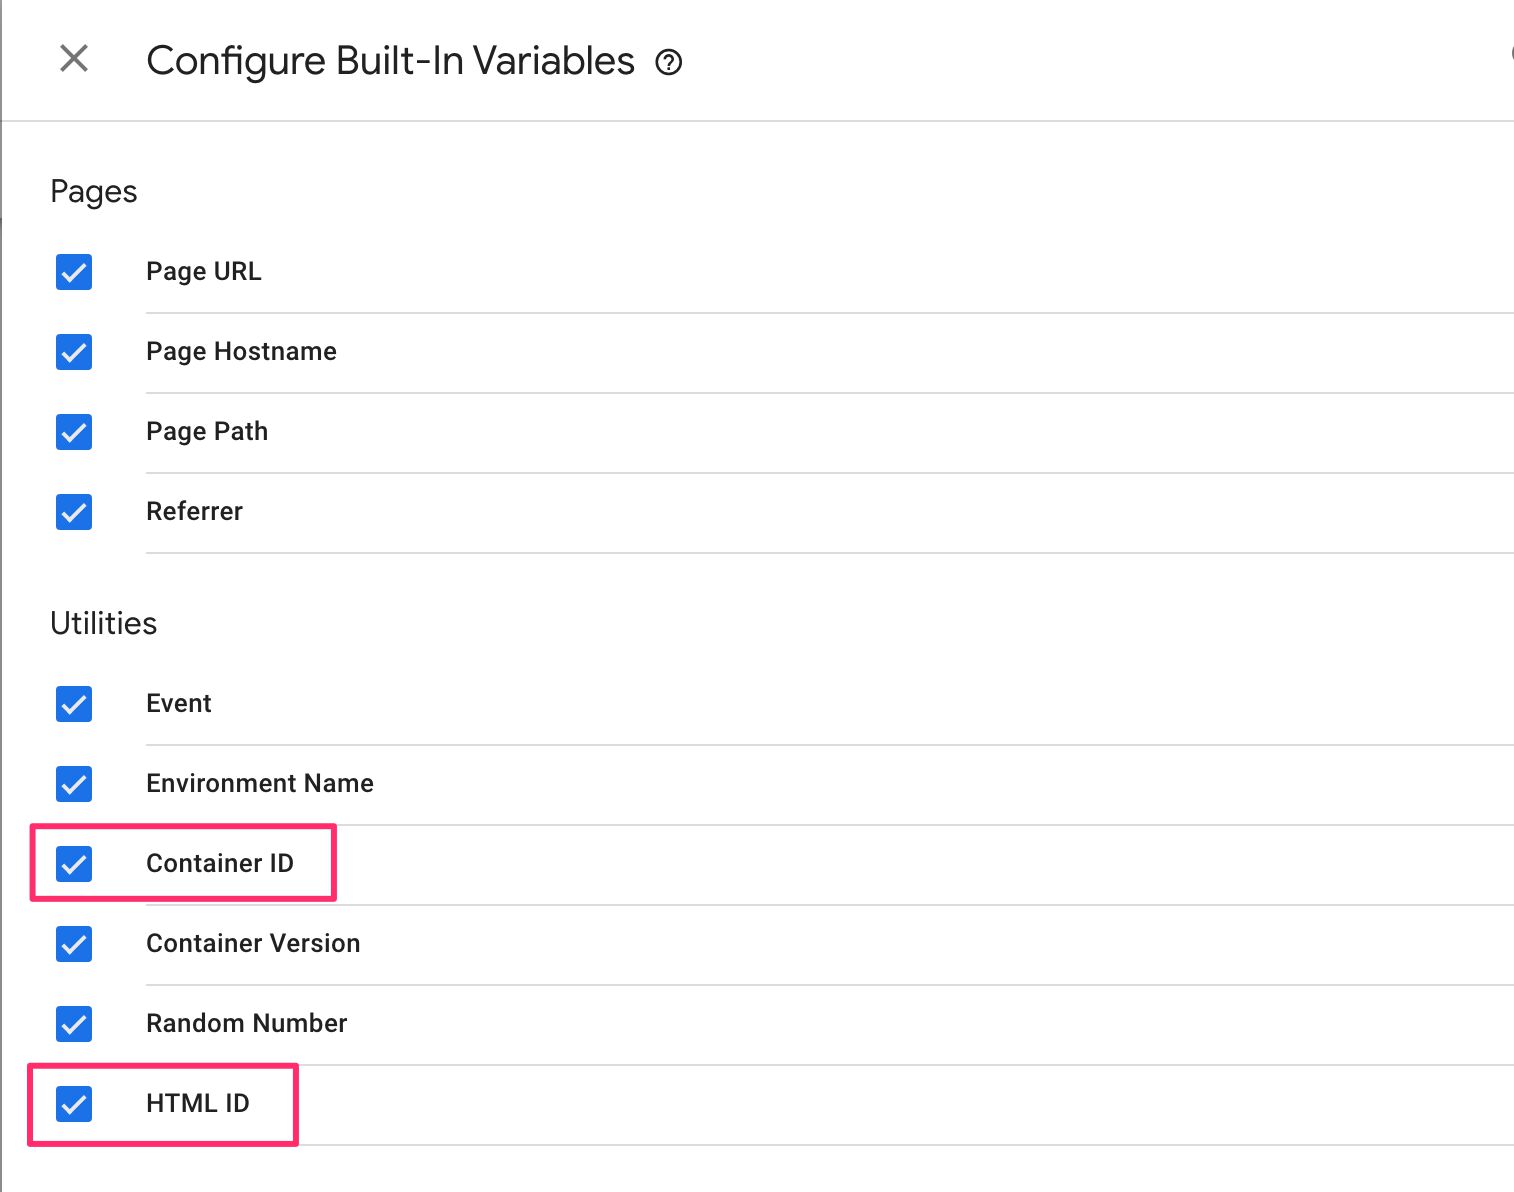 Configure Built-In Variables
Pages
Page URL
Page Hostname
Page Path
Referrer
Utilities
Event
Environment Name
Container ID
Container Version
Random Number
HTML ID